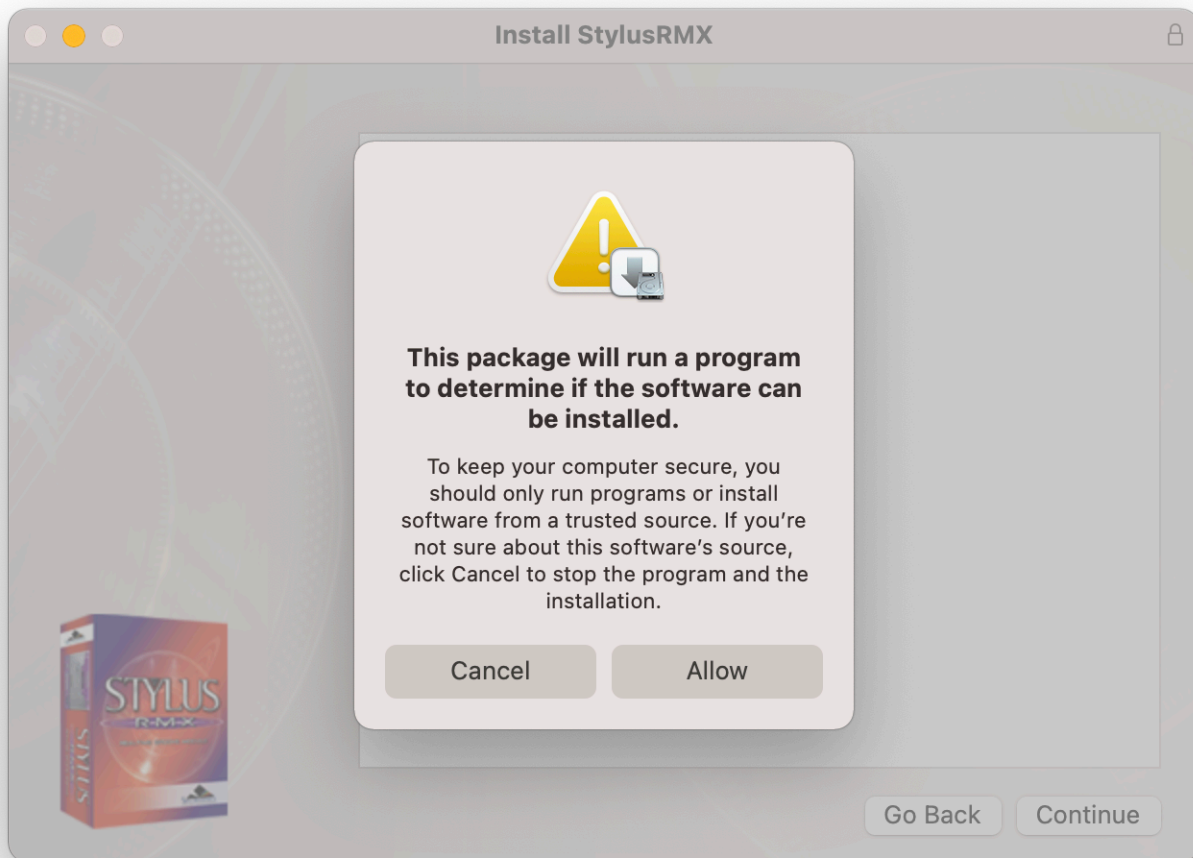 Install StylusRMX
This package will run a program
to determine if the software can
be installed.
To keep your computer secure, you
should only run programs or install
software from a trusted source. If you're
not sure about this software's source,
click Cancel to stop the program and the
installation.
Cancel
Allow
STYLUS
R·M·X
STYLUS
Go Back
Continue